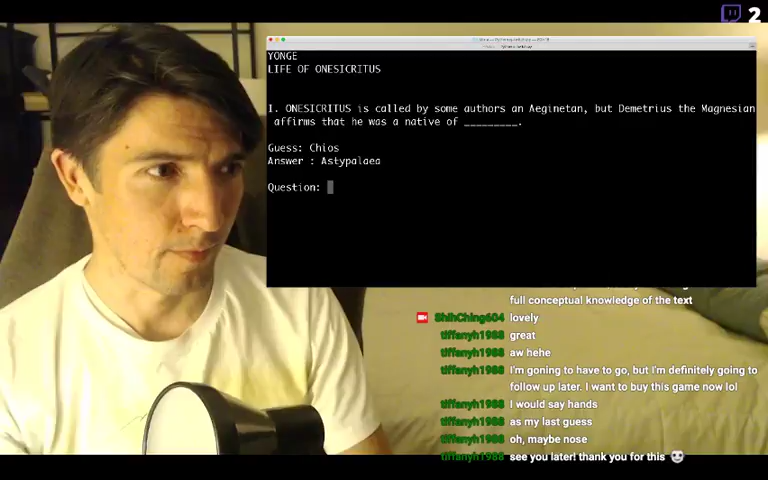 2
YONGE
LIFE OF ONESICRITUS
I. ONESICRITUS is called by some authors an Aeginetan, but Demetrius the Magnesian
affirms that he was a native of _________.
Guess: Chios
Answer : Astypalaea
Question:
full conceptual knowledge of the text
ShihChing604 lovely
tiffanyh1988 great
tiffanyh1988 aw hehe
tiffanyh1988 I'm goning to have to go, but I'm definitely going to
follow up later. I want to buy this game now lol
tiffanyh1988 I would say hands
tiffanyh1988 as my last guess
tiffanyh1988 oh, maybe nose
tiffanyh1988 see you later! thank you for this